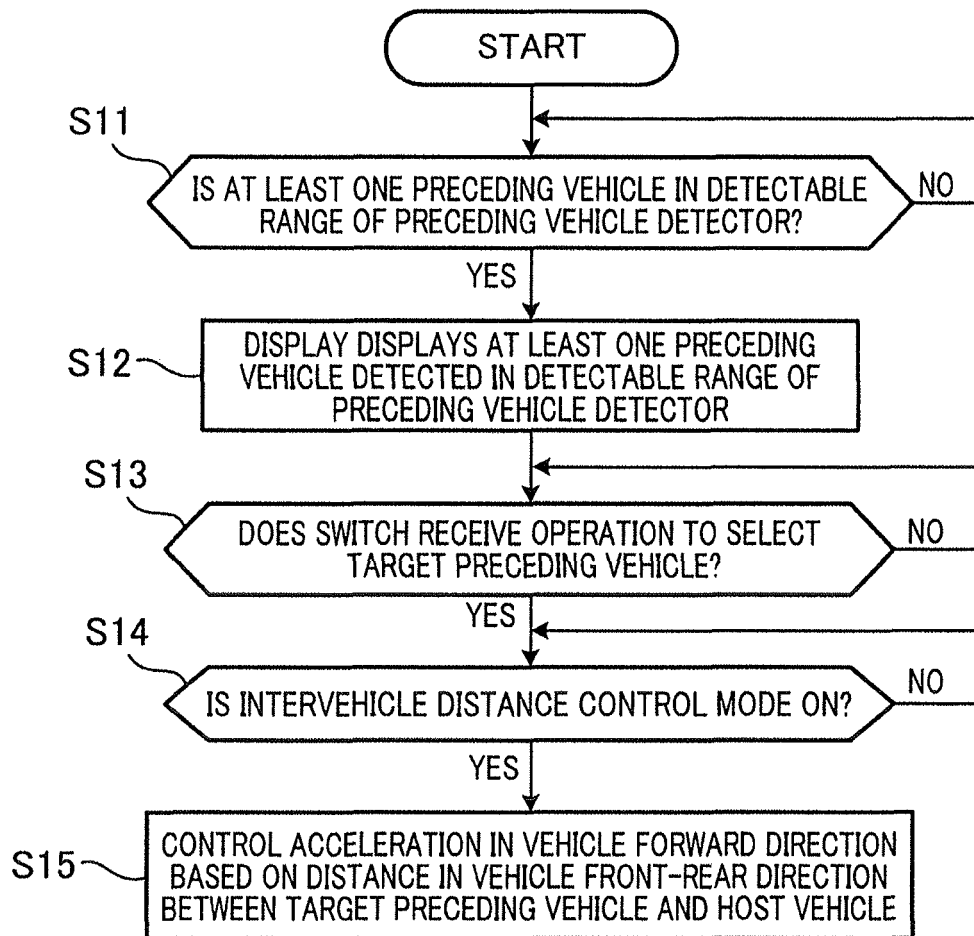 START
S11
IS AT LEAST ONE PRECEDING VEHICLE IN DETECTABLE
RANGE OF PRECEDING VEHICLE DETECTOR?
NO
YES
S12
DISPLAY DISPLAYS AT LEAST ONE PRECEDING
VEHICLE DETECTED IN DETECTABLE RANGE OF
PRECEDING VEHICLE DETECTOR
S13
DOES SWITCH RECEIVE OPERATION TO SELECT
TARGET PRECEDING VEHICLE?
NO
YES
S14
IS INTERVEHICLE DISTANCE CONTROL MODE ON?
NO
YES
S15
CONTROL ACCELERATION IN VEHICLE FORWARD DIRECTION
BASED ON DISTANCE IN VEHICLE FRONT-REAR DIRECTION
BETWEEN TARGET PRECEDING VEHICLE AND HOST VEHICLE